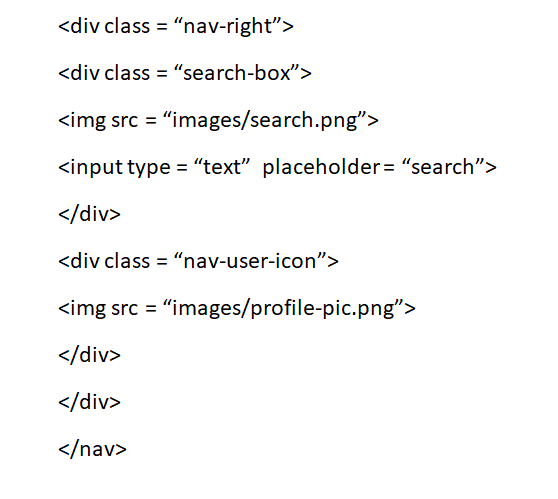 <div class = “nav-right”>
<div class = “search-box”>
<img src = “images/search.png”>
<input type = “text”  placeholder = “search”>
</div>
<div class = “nav-user-icon”>
<img src = “images/profile-pic.png”>
</div>
</div>
</nav>